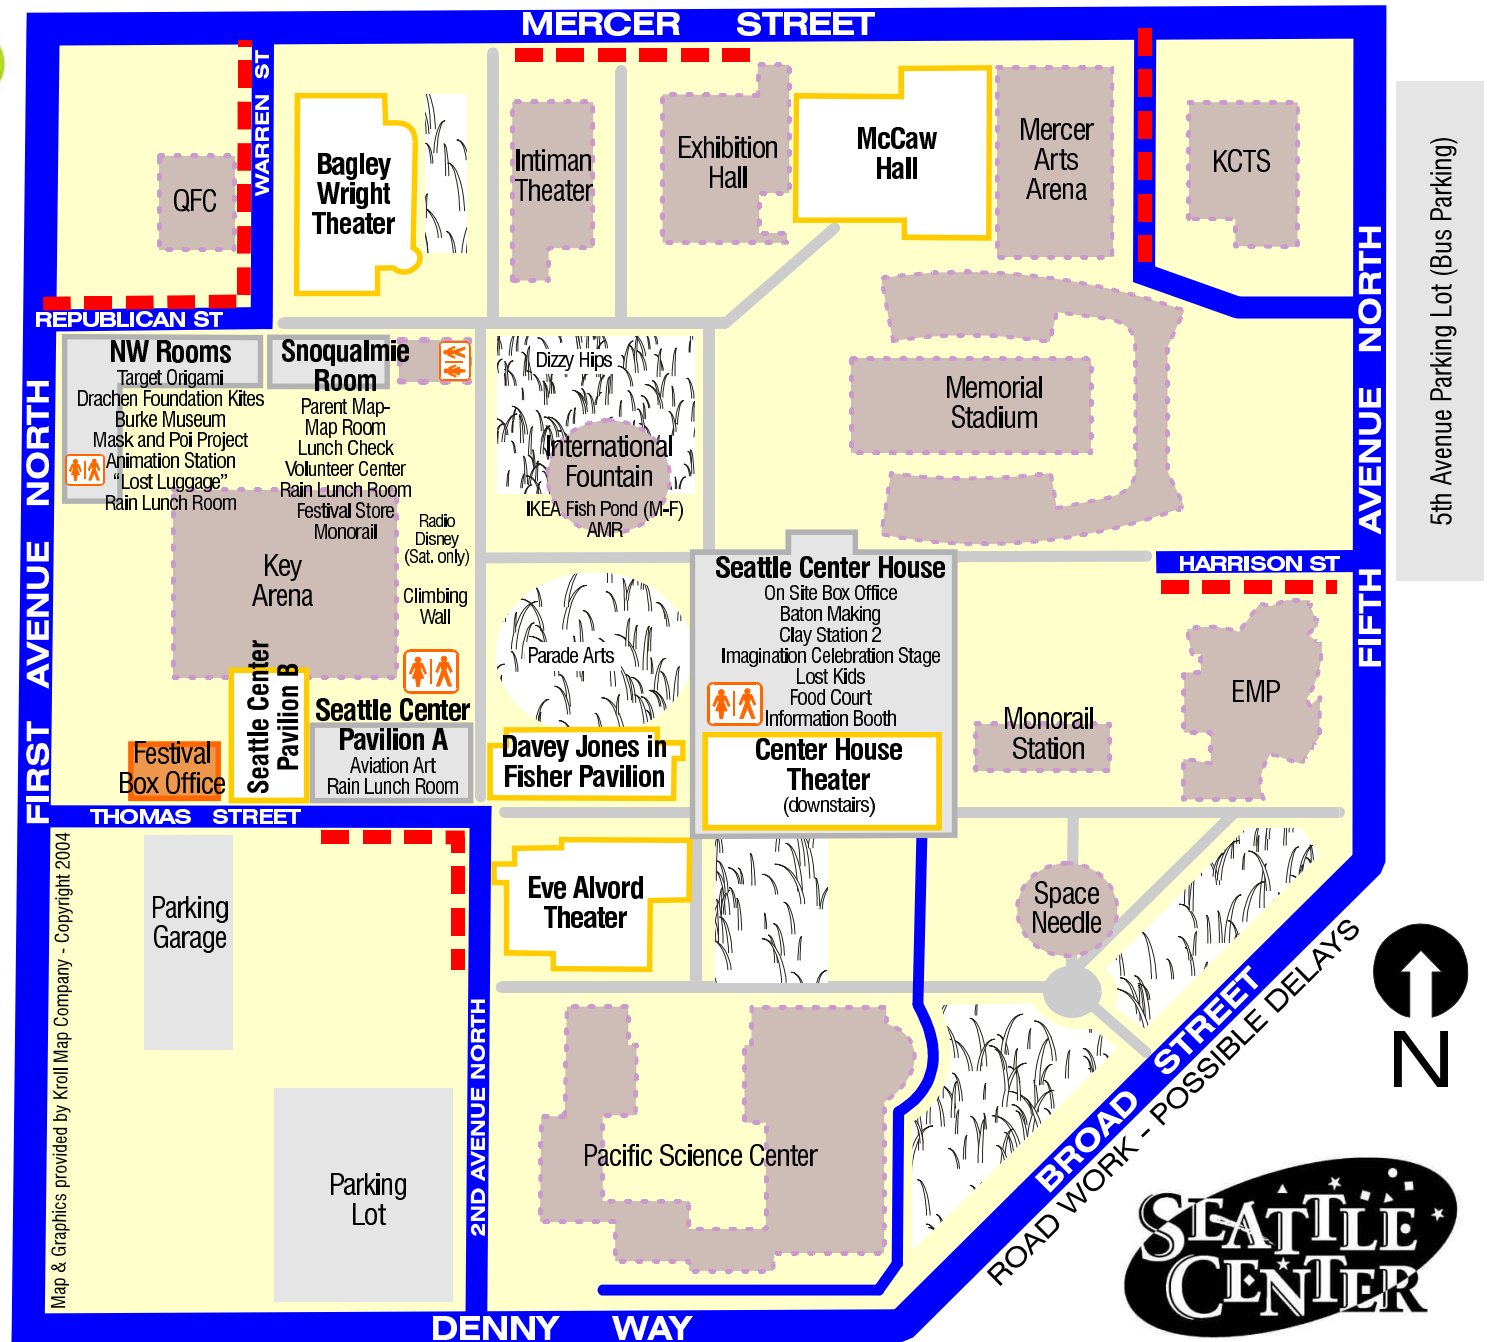 MERCER STREET
WARREN ST
QFC
Bagley
Wright
Theater
Intiman
Theater
Exhibition
Hall
McCaw
Hall
Mercer
Arts
Arena
KCTS
5th Avenue Parking Lot (Bus Parking)
REPUBLICAN ST
FIRST AVENUE NORTH
FIFTH AVENUE NORTH
NW Rooms
Target Origami
Drachen Foundation Kites
Burke Museum
Mask and Poi Project
Animation Station
“Lost Luggage”
Rain Lunch Room
Snoqualmie
Room
Parent Map-
Map Room
Lunch Check
Volunteer Center
Rain Lunch Room
Festival Store
Monorail
Radio
Disney
(Sat. only)
Climbing
Wall
Dizzy Hips
International
Fountain
IKEA Fish Pond (M-F)
AMR
Memorial
Stadium
Key
Arena
HARRISON ST
Seattle Center House
On Site Box Office
Baton Making
Clay Station 2
Imagination Celebration Stage
Lost Kids
Food Court
Information Booth
Center House
Theater
(downstairs)
Parade Arts
EMP
Monorail
Station
Seattle Center
Pavilion B
Seattle Center
Pavilion A
Aviation Art
Rain Lunch Room
Festival
Box Office
Davey Jones in
Fisher Pavilion
THOMAS STREET
Parking
Garage
Eve Alvord
Theater
Space
Needle
2ND AVENUE NORTH
Pacific Science Center
Parking
Lot
BROAD STREET
ROAD WORK - POSSIBLE DELAYS
N
Map & Graphics provided by Kroll Map Company - Copyright 2004
DENNY WAY
SEATTLE
CENTER